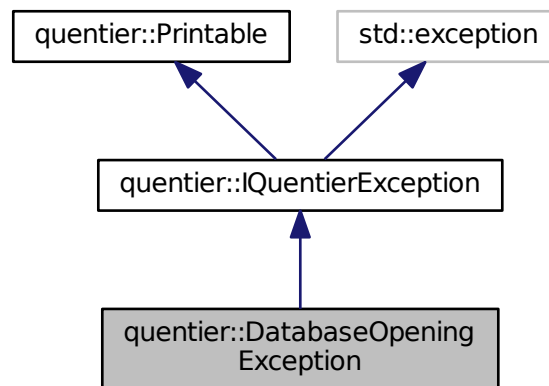 quentier::Printable
std::exception
quentier::IQuentierException
quentier::DatabaseOpening
Exception